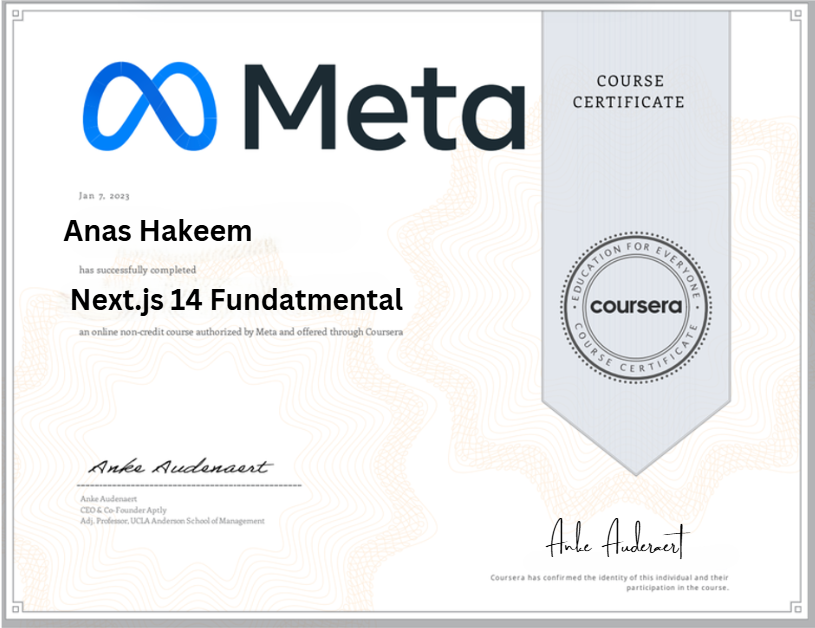 Meta
COURSE
CERTIFICATE
Jan 7, 2023
Anas Hakeem
has successfully completed
Next.js 14 Fundatmental
an online non-credit course authorized by Meta and offered through Coursera
EDUCATION FOR EVERYONE
coursera
COURSE CERTIFICATE
Anke Audenaert
Anke Audenaert
CEO & Co-Founder Aptly
Adj. Professor, UCLA Anderson School of Management
Anke Auderaert
Coursera has confirmed the identity of this individual and their
participation in the course.